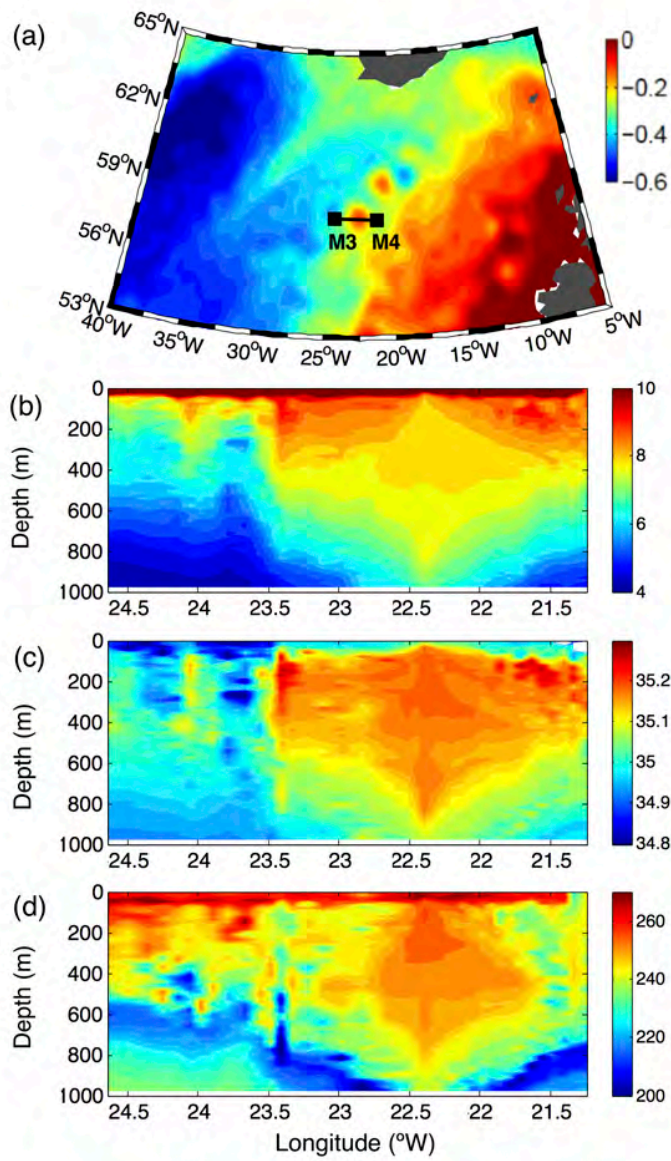 (a)
65°N
62°N
59°N
56°N
53°N
40°W
35°W
30°W
25°W
20°W
15°W
10°W
5°W
M3 M4
0
−0.2
−0.4
−0.6
(b)
Depth (m)
0
200
400
600
800
1000
24.5 24 23.5 23 22.5 22 21.5
10
8
6
4
(c)
Depth (m)
0
200
400
600
800
1000
24.5 24 23.5 23 22.5 22 21.5
35.2
35.1
35
34.9
34.8
(d)
Depth (m)
0
200
400
600
800
1000
24.5 24 23.5 23 22.5 22 21.5
260
240
220
200
Longitude (°W)